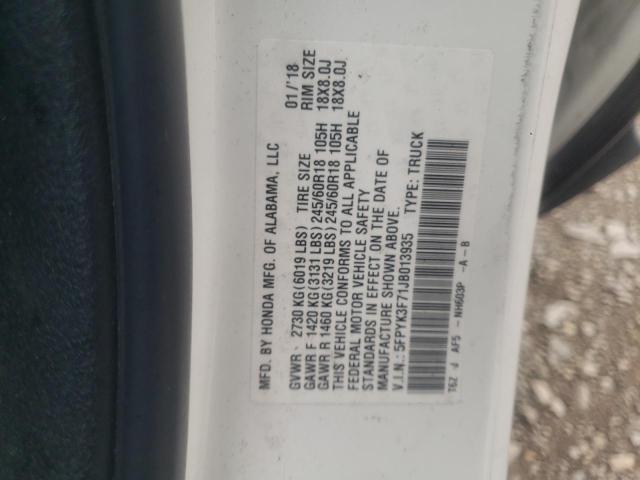 MFD. BY HONDA MFG. OF ALABAMA, LLC 01/'18
GVWR 2730 KG(6019 LBS) TIRE SIZE RIM SIZE
GAWR F 1420 KG(3131 LBS) 245/60R18 105H 18X8.0J
GAWR R 1460 KG(3219 LBS) 245/60R18 105H 18X8.0J
THIS VEHICLE CONFORMS TO ALL APPLICABLE
FEDERAL MOTOR VEHICLE SAFETY
STANDARDS IN EFFECT ON THE DATE OF
MANUFACTURE SHOWN ABOVE.
V.I.N.: 5FPYK3F71JB013935 TYPE: TRUCK
T6Z J AF5 - NH603P -A-B